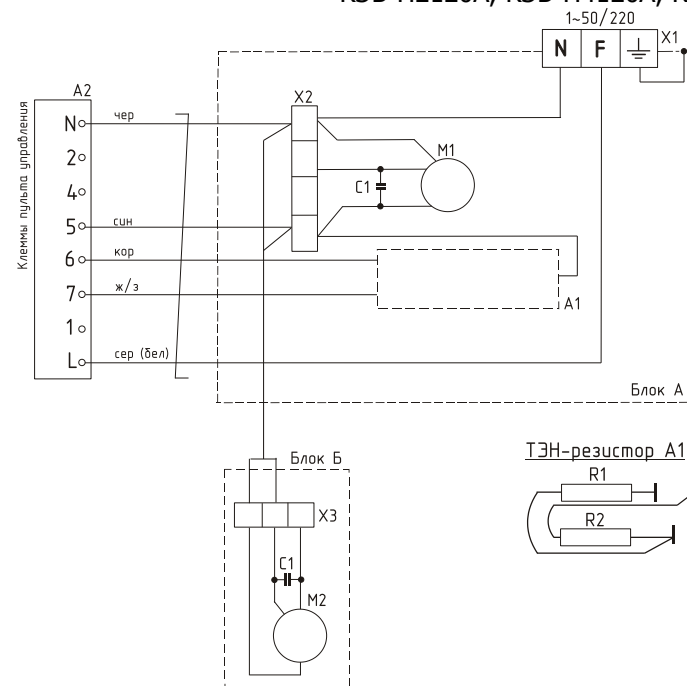 1~50/220
N F X1
A2
X2
Клеммы пульта управления
N чер
2
4
5 син
6 кор
7 ж/з
1
L сер (бел)
M1
C1
A1
Блок А
Блок Б
X3
C1
M2
ТЭН-резистор А1
R1
R2